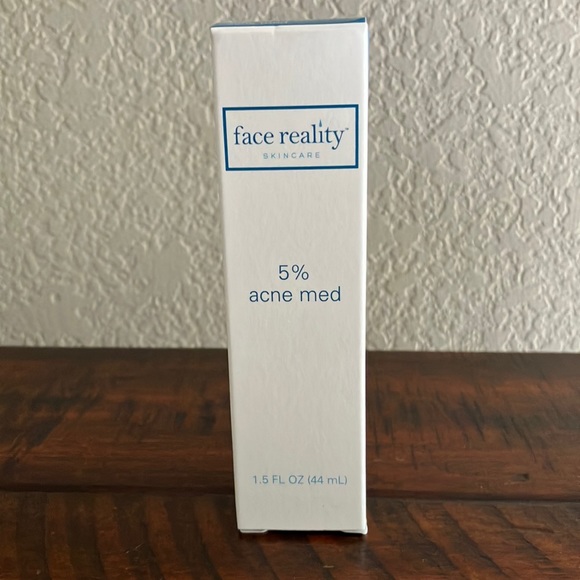 face reality™
SKINCARE
5%
acne med
1.5 FL OZ (44 mL)